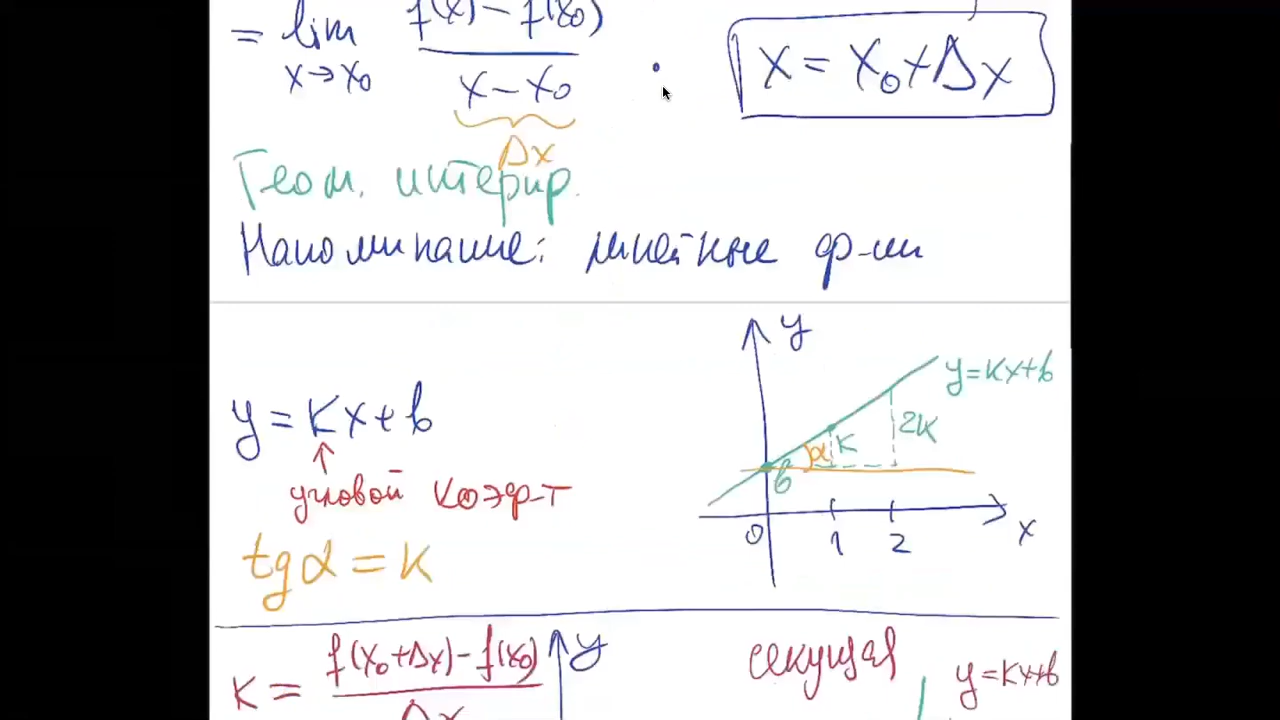 = lim x→x₀ (f(x) − f(x₀)) / (x − x₀) .
x = x₀ + Δx
Δx
Геом. интерпр.
Напоминание: линейные ф-ии
y = kx + b
угловой коэф-т
tg α = k
y
y=kx+b
2k
α
k
b
0
1
2
x
k = (f(x₀+Δx) − f(x₀)) / Δx
y
секущая
y=kx+b